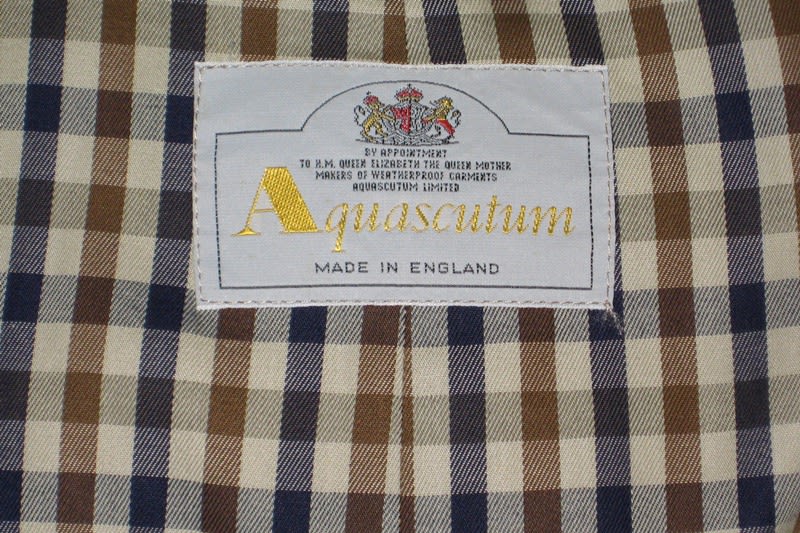 BY APPOINTMENT
TO H.M. QUEEN ELIZABETH THE QUEEN MOTHER
MAKERS OF WEATHERPROOF GARMENTS
AQUASCUTUM LIMITED
Aquascutum
MADE IN ENGLAND